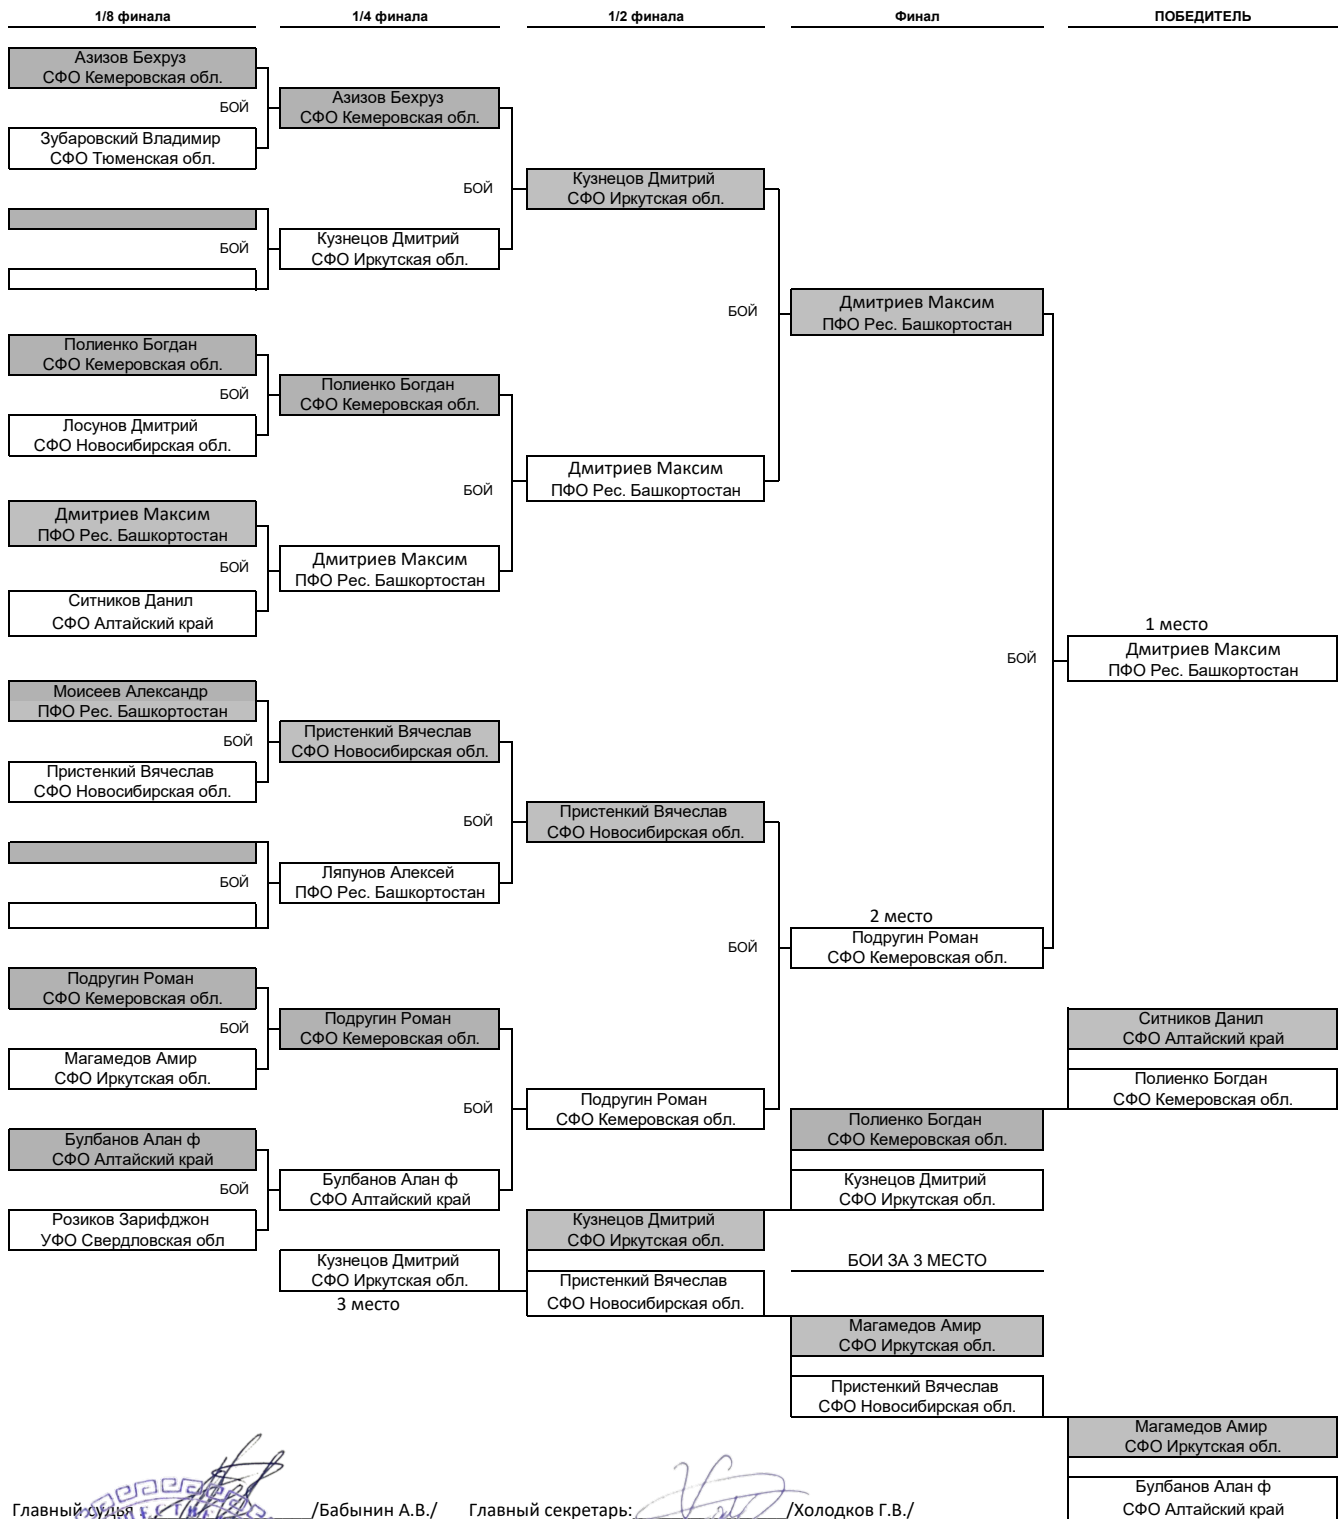 1/8 финала
1/4 финала
1/2 финала
Финал
ПОБЕДИТЕЛЬ
Азизов Бехруз
СФО Кемеровская обл.
БОЙ
Зубаровский Владимир
СФО Тюменская обл.
БОЙ
Полиенко Богдан
СФО Кемеровская обл.
БОЙ
Лосунов Дмитрий
СФО Новосибирская обл.
Дмитриев Максим
ПФО Рес. Башкортостан
БОЙ
Ситников Данил
СФО Алтайский край
Моисеев Александр
ПФО Рес. Башкортостан
БОЙ
Пристенкий Вячеслав
СФО Новосибирская обл.
БОЙ
Подругин Роман
СФО Кемеровская обл.
БОЙ
Магамедов Амир
СФО Иркутская обл.
Булбанов Алан ф
СФО Алтайский край
БОЙ
Розиков Зарифджон
УФО Свердловская обл
Азизов Бехруз
СФО Кемеровская обл.
БОЙ
Кузнецов Дмитрий
СФО Иркутская обл.
Полиенко Богдан
СФО Кемеровская обл.
БОЙ
Дмитриев Максим
ПФО Рес. Башкортостан
Пристенкий Вячеслав
СФО Новосибирская обл.
БОЙ
Ляпунов Алексей
ПФО Рес. Башкортостан
Подругин Роман
СФО Кемеровская обл.
БОЙ
Булбанов Алан ф
СФО Алтайский край
Кузнецов Дмитрий
СФО Иркутская обл.
3 место
Кузнецов Дмитрий
СФО Иркутская обл.
БОЙ
Дмитриев Максим
ПФО Рес. Башкортостан
Пристенкий Вячеслав
СФО Новосибирская обл.
БОЙ
Подругин Роман
СФО Кемеровская обл.
Кузнецов Дмитрий
СФО Иркутская обл.
Пристенкий Вячеслав
СФО Новосибирская обл.
Дмитриев Максим
ПФО Рес. Башкортостан
БОЙ
2 место
Подругин Роман
СФО Кемеровская обл.
Полиенко Богдан
СФО Кемеровская обл.
Кузнецов Дмитрий
СФО Иркутская обл.
БОИ ЗА 3 МЕСТО
Магамедов Амир
СФО Иркутская обл.
Пристенкий Вячеслав
СФО Новосибирская обл.
1 место
Дмитриев Максим
ПФО Рес. Башкортостан
Ситников Данил
СФО Алтайский край
Полиенко Богдан
СФО Кемеровская обл.
Магамедов Амир
СФО Иркутская обл.
Булбанов Алан ф
СФО Алтайский край
Главный судья /Бабынин А.В./ Главный секретарь: /Холодков Г.В./